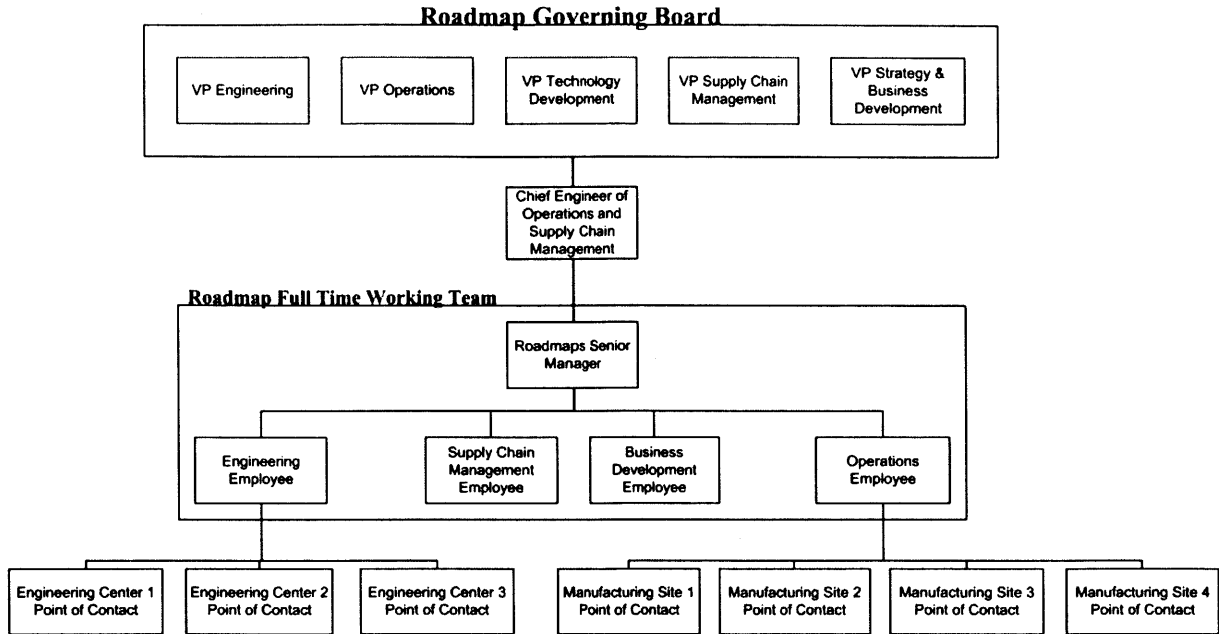 Roadmap Governing Board
VP Engineering
VP Operations
VP Technology
Development
VP Supply Chain
Management
VP Strategy &
Business
Development
Chief Engineer of
Operations and
Supply Chain
Management
Roadmap Full Time Working Team
Roadmaps Senior
Manager
Engineering
Employee
Supply Chain
Management
Employee
Business
Development
Employee
Operations
Employee
Engineering Center 1
Point of Contact
Engineering Center 2
Point of Contact
Engineering Center 3
Point of Contact
Manufacturing Site 1
Point of Contact
Manufacturing Site 2
Point of Contact
Manufacturing Site 3
Point of Contact
Manufacturing Site 4
Point of Contact